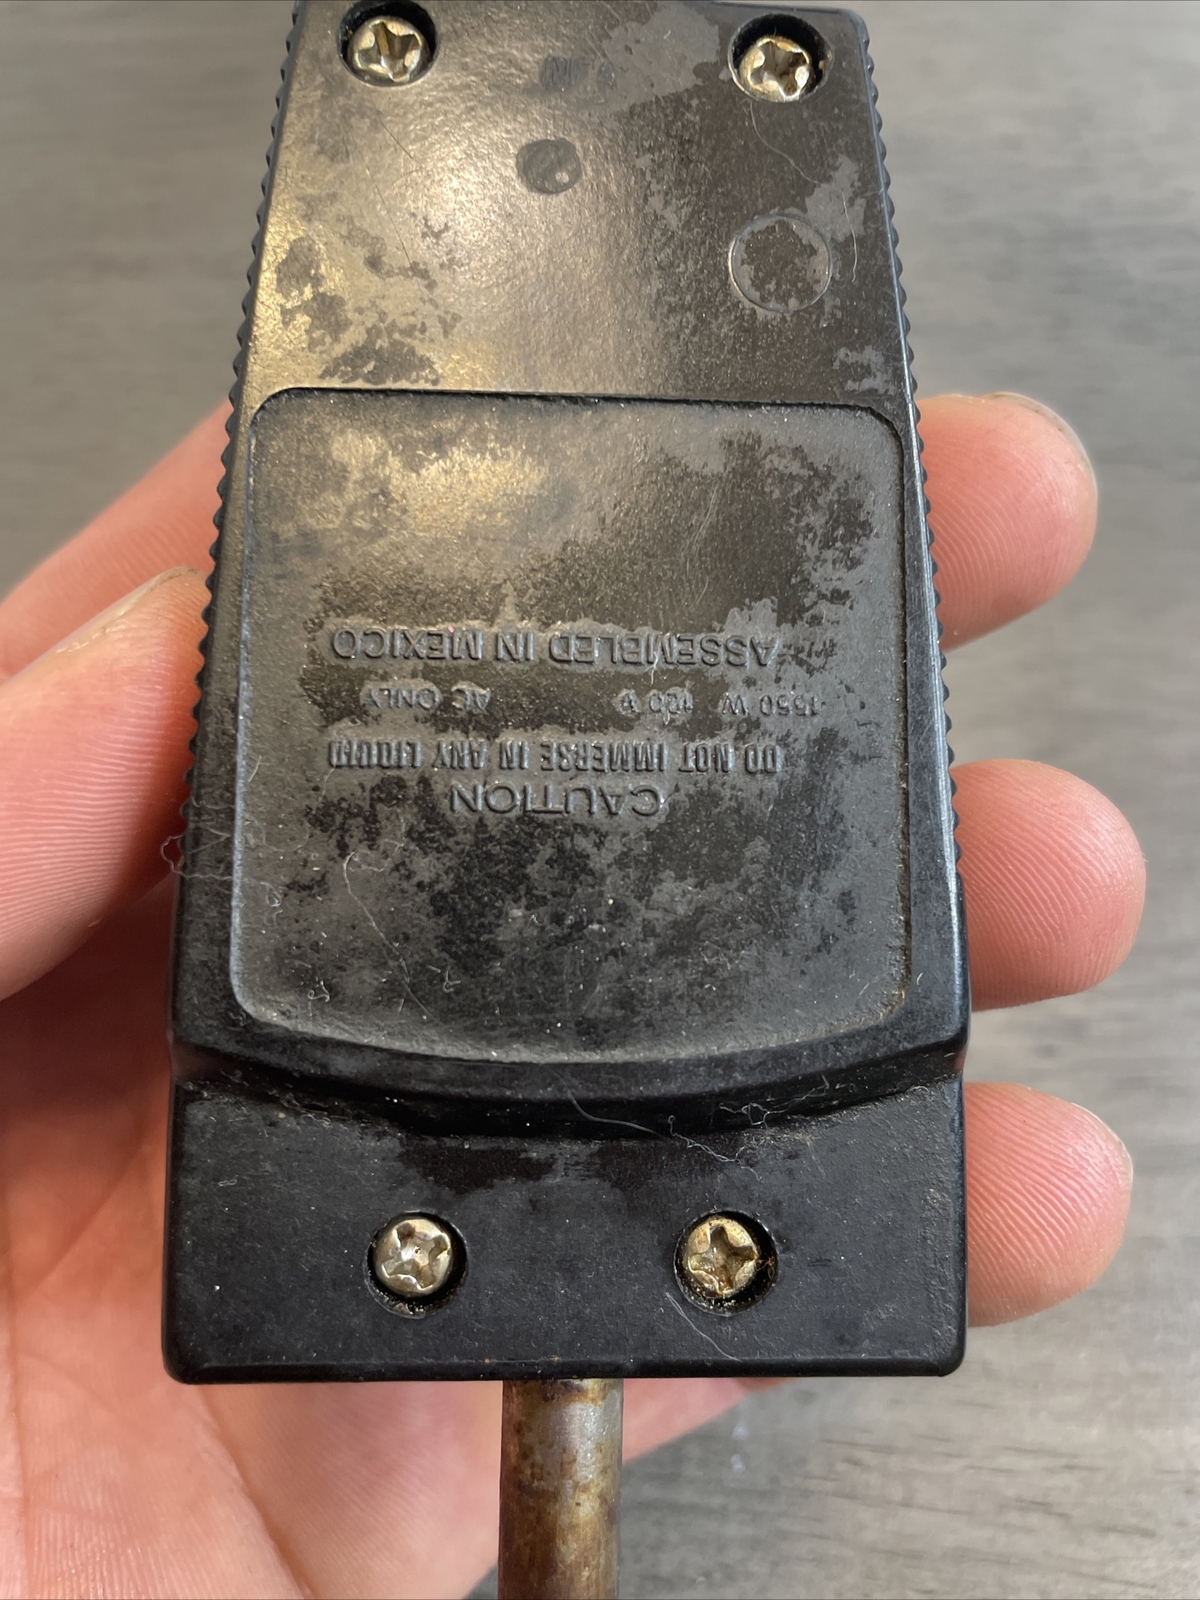 CAUTION
DO NOT IMMERSE IN ANY LIQUID
1550 W 120 V AC ONLY
ASSEMBLED IN MEXICO